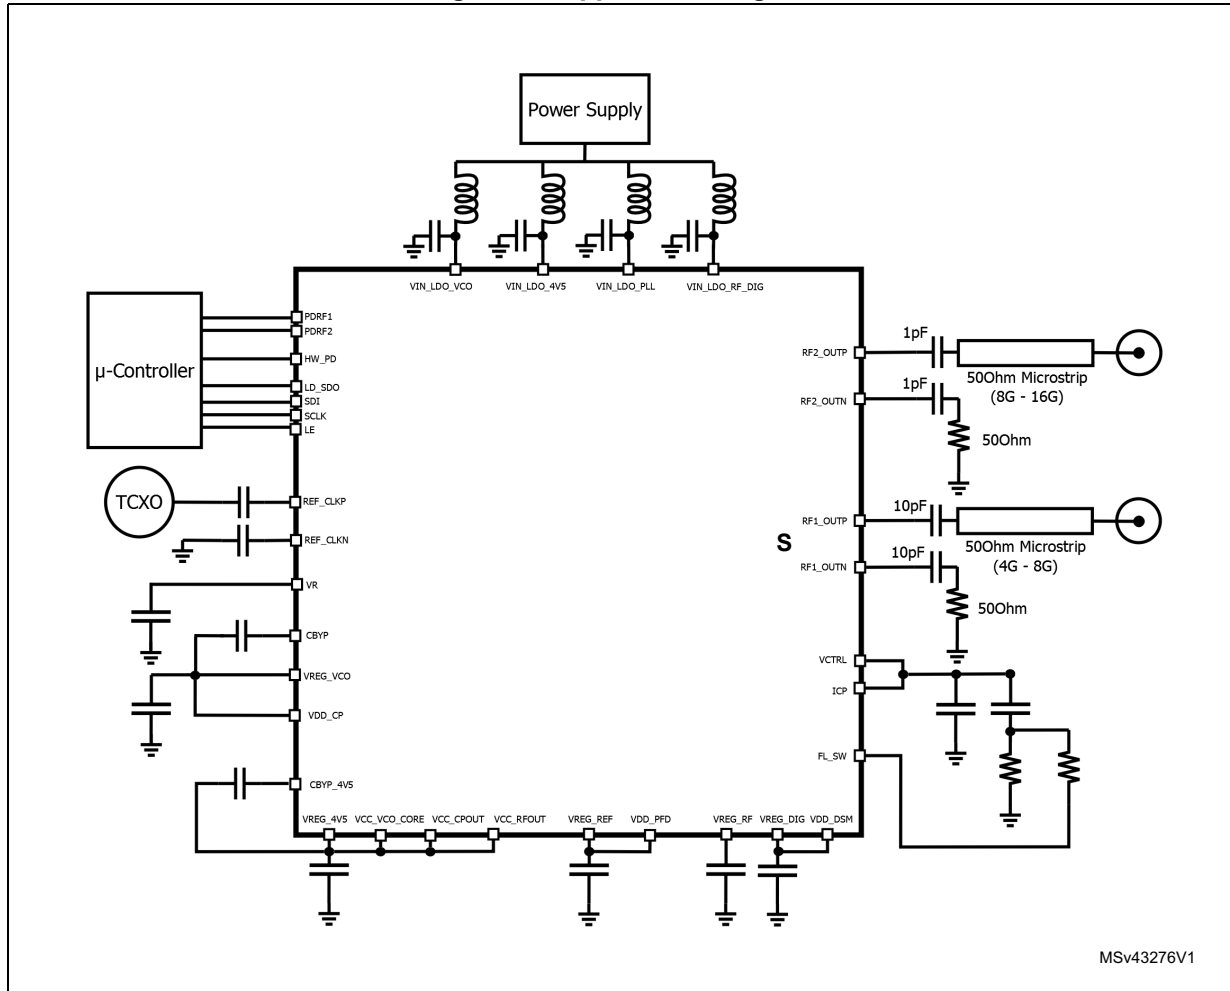 Power Supply
VIN_LDO_VCO
VIN_LDO_4V5
VIN_LDO_PLL
VIN_LDO_RF_DIG
µ-Controller
PDRF1
PDRF2
HW_PD
LD_SDO
SDI
SCLK
LE
TCXO
REF_CLKP
REF_CLKN
VR
CBYP
VREG_VCO
VDD_CP
CBYP_4V5
VREG_4V5
VCC_VCO_CORE
VCC_CPOUT
VCC_RFOUT
VREG_REF
VDD_PFD
VREG_RF
VREG_DIG
VDD_DSM
RF2_OUTP
1pF
50Ohm Microstrip
(8G - 16G)
RF2_OUTN
1pF
50Ohm
S
RF1_OUTP
10pF
50Ohm Microstrip
(4G - 8G)
RF1_OUTN
10pF
50Ohm
VCTRL
ICP
FL_SW
MSv43276V1